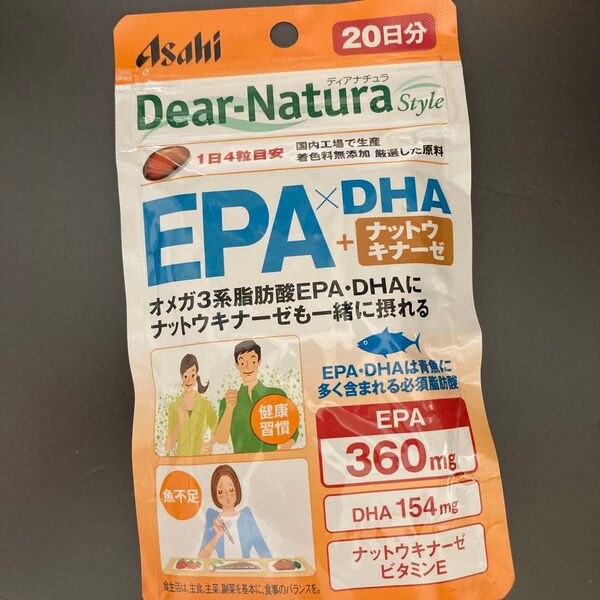 Asahi
20日分
ディアナチュラ
Dear-Natura Style
1日4粒目安
国内工場で生産
着色料無添加 厳選した原料
EPA×DHA
+ナットウ
キナーゼ
オメガ3系脂肪酸EPA・DHAに
ナットウキナーゼも一緒に摂れる
健康
習慣
EPA・DHAは青魚に
多く含まれる必須脂肪酸
EPA
360mg
魚不足
DHA 154mg
ナットウキナーゼ
ビタミンE
食生活は、主食、主菜、副菜を基本に、食事のバランスを。